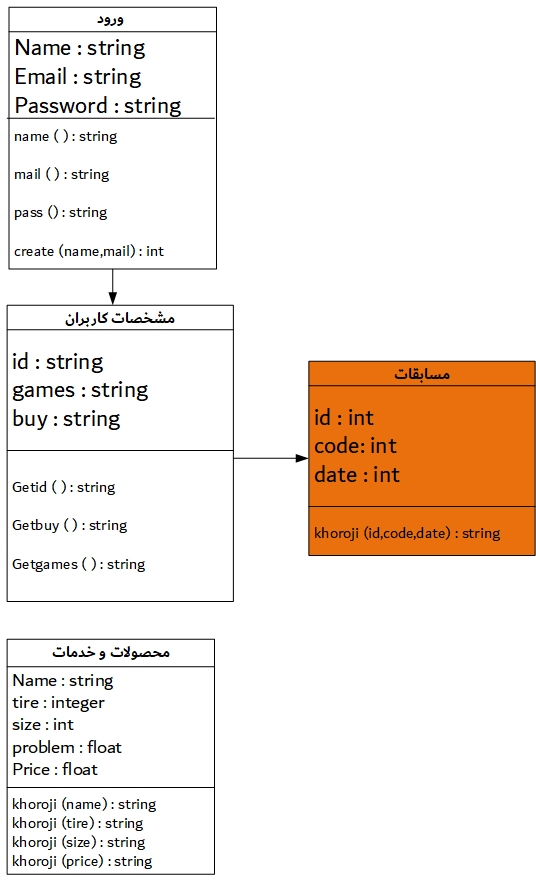 ورود
Name : string
Email : string
Password : string
name ( ) : string
mail ( ) : string
pass () : string
create (name,mail) : int
مشخصات کاربران
id : string
games : string
buy : string
Getid ( ) : string
Getbuy ( ) : string
Getgames ( ) : string
مسابقات
id : int
code: int
date : int
khoroji (id,code,date) : string
محصولات و خدمات
Name : string
tire : integer
size : int
problem : float
Price : float
khoroji (name) : string
khoroji (tire) : string
khoroji (size) : string
khoroji (price) : string